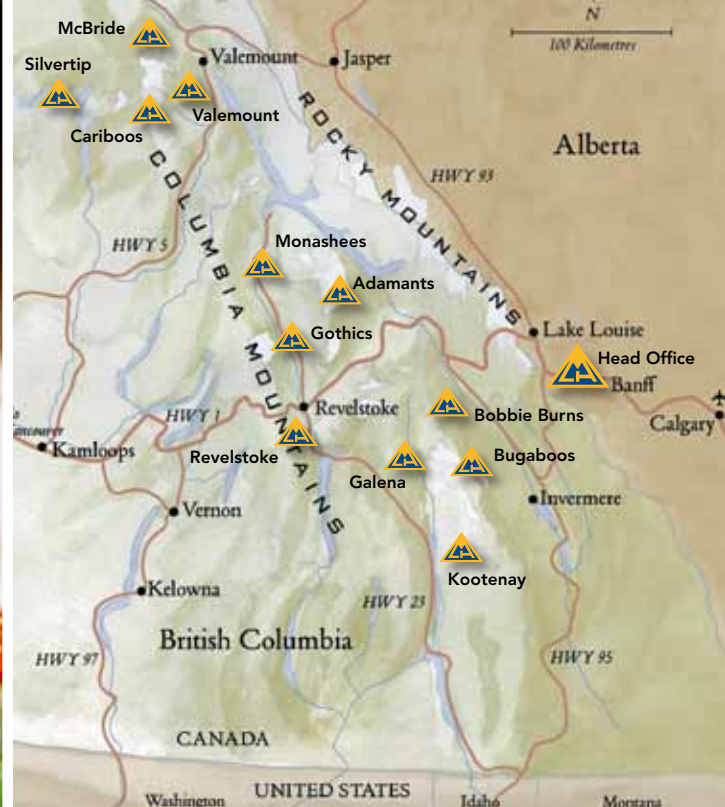 N
100 Kilometres
McBride
Valemount
Jasper
Silvertip
Valemount
Cariboos
ROCKY MOUNTAINS
Alberta
HWY 93
COLUMBIA MOUNTAINS
HWY 5
Monashees
Adamants
Gothics
Lake Louise
Head Office
Banff
Revelstoke
Bobbie Burns
HWY 1
Calgary
Kamloops
Revelstoke
Galena
Bugaboos
Invermere
Vernon
Kootenay
Kelowna
HWY 23
British Columbia
HWY 97
HWY 95
CANADA
UNITED STATES
Washington
Idaho
Montana